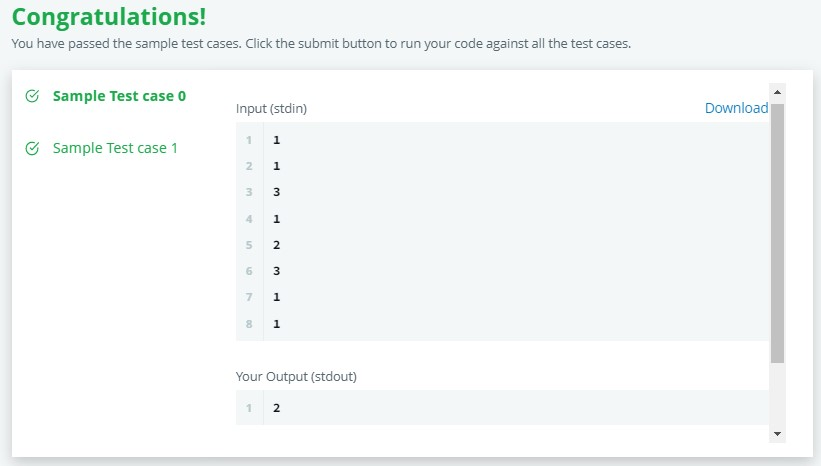 Congratulations!
You have passed the sample test cases. Click the submit button to run your code against all the test cases.
Sample Test case 0
Sample Test case 1
Input (stdin)
Download
1 1
2 1
3 3
4 1
5 2
6 3
7 1
8 1
Your Output (stdout)
1 2